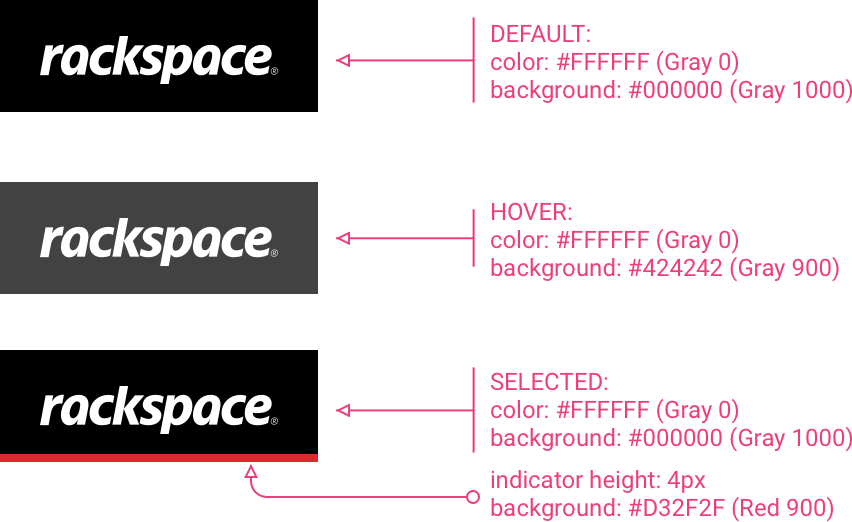 rackspace®
DEFAULT:
color: #FFFFFF (Gray 0)
background: #000000 (Gray 1000)
rackspace®
HOVER:
color: #FFFFFF (Gray 0)
background: #424242 (Gray 900)
rackspace®
SELECTED:
color: #FFFFFF (Gray 0)
background: #000000 (Gray 1000)
indicator height: 4px
background: #D32F2F (Red 900)